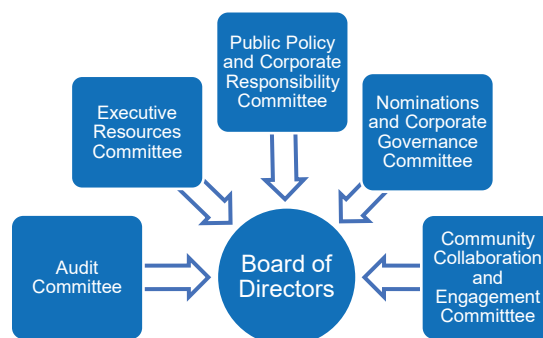 Public Policy
and Corporate
Responsibility
Committee
Executive
Resources
Committee
Nominations
and Corporate
Governance
Committee
Audit
Committee
Board of
Directors
Community
Collaboration
and
Engagement
Committtee